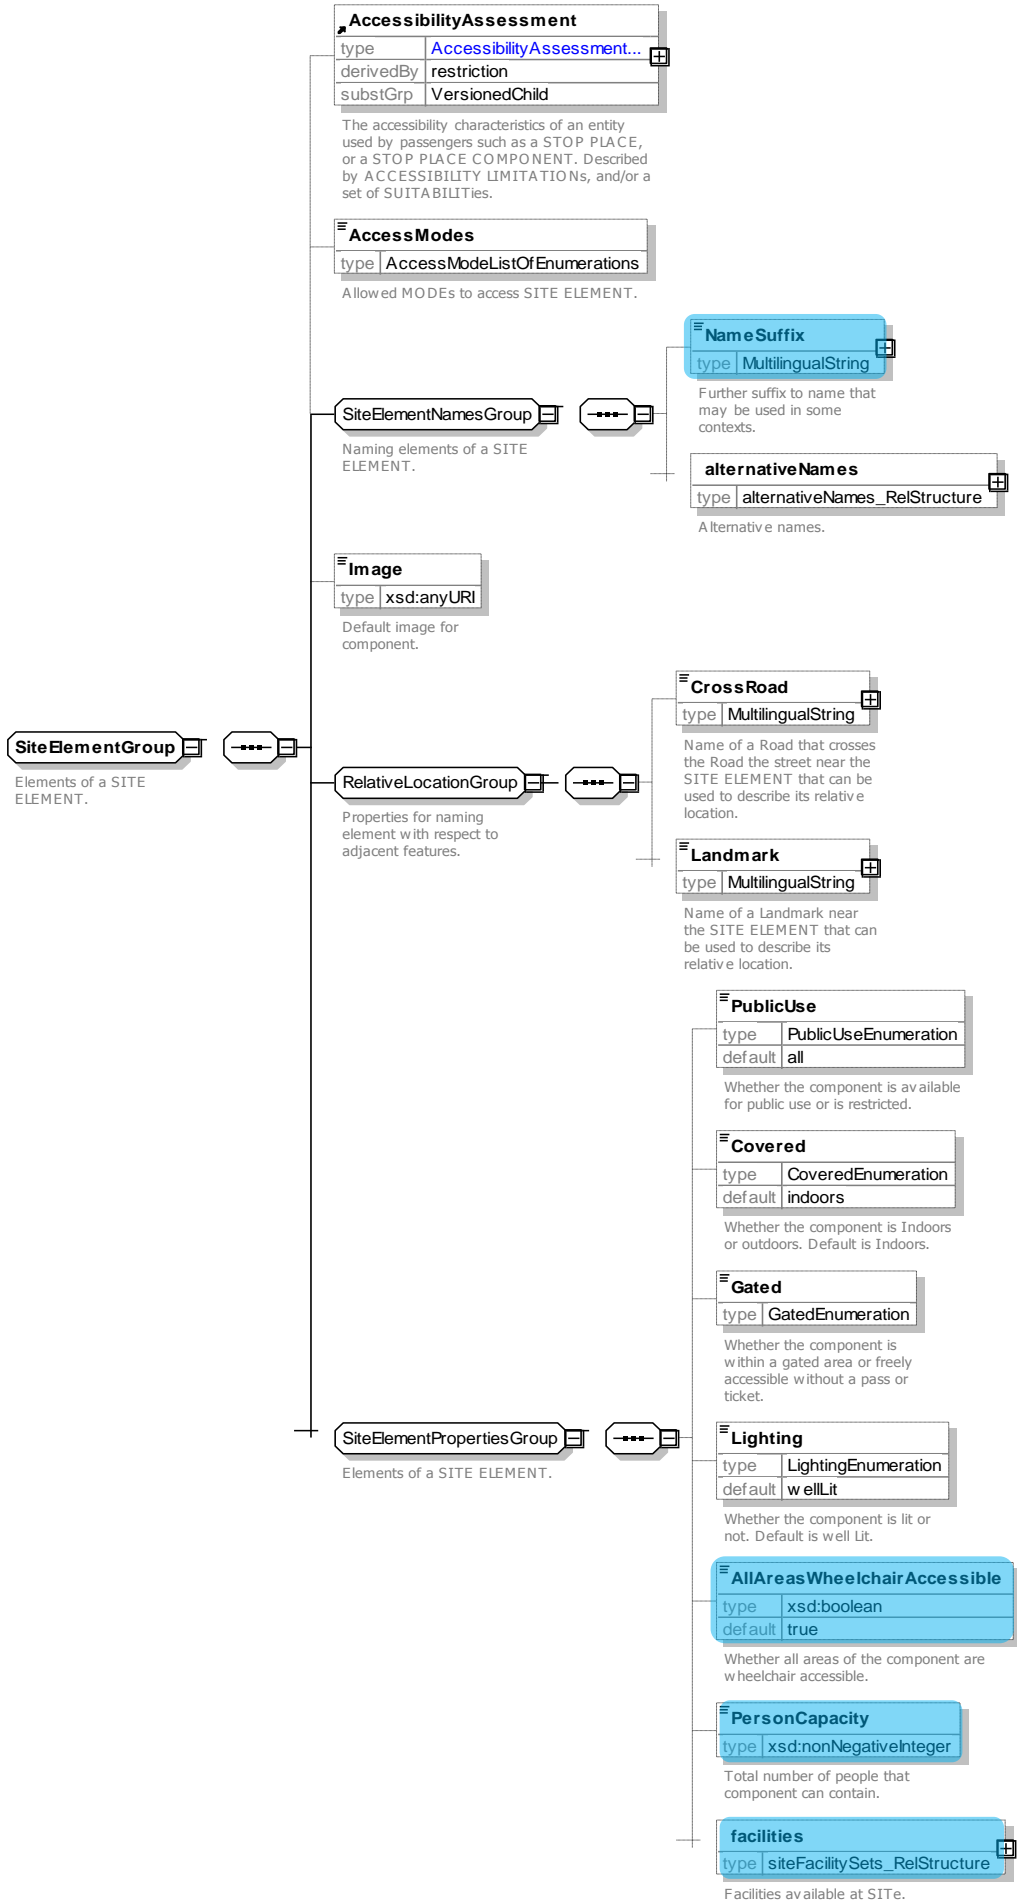 AccessibilityAssessment
type AccessibilityAssessment...
derivedBy restriction
substGrp VersionedChild
The accessibility characteristics of an entity
used by passengers such as a STOP PLACE,
or a STOP PLACE COMPONENT. Described
by ACCESSIBILITY LIMITATIONs, and/or a
set of SUITABILITies.
AccessModes
type AccessModeListOfEnumerations
Allowed MODEs to access SITE ELEMENT.
NameSuffix
type MultilingualString
Further suffix to name that
may be used in some
contexts.
SiteElementNamesGroup
Naming elements of a SITE
ELEMENT.
alternativeNames
type alternativeNames_RelStructure
Alternative names.
Image
type xsd:anyURI
Default image for
component.
CrossRoad
type MultilingualString
Name of a Road that crosses
the Road the street near the
SITE ELEMENT that can be
used to describe its relative
location.
SiteElementGroup
Elements of a SITE
ELEMENT.
RelativeLocationGroup
Properties for naming
element with respect to
adjacent features.
Landmark
type MultilingualString
Name of a Landmark near
the SITE ELEMENT that can
be used to describe its
relative location.
PublicUse
type PublicUseEnumeration
default all
Whether the component is available
for public use or is restricted.
Covered
type CoveredEnumeration
default indoors
Whether the component is Indoors
or outdoors. Default is Indoors.
Gated
type GatedEnumeration
Whether the component is
within a gated area or freely
accessible without a pass or
ticket.
SiteElementPropertiesGroup
Elements of a SITE ELEMENT.
Lighting
type LightingEnumeration
default wellLit
Whether the component is lit or
not. Default is well Lit.
AllAreasWheelchairAccessible
type xsd:boolean
default true
Whether all areas of the component are
wheelchair accessible.
PersonCapacity
type xsd:nonNegativeInteger
Total number of people that
component can contain.
facilities
type siteFacilitySets_RelStructure
Facilities available at SITe.